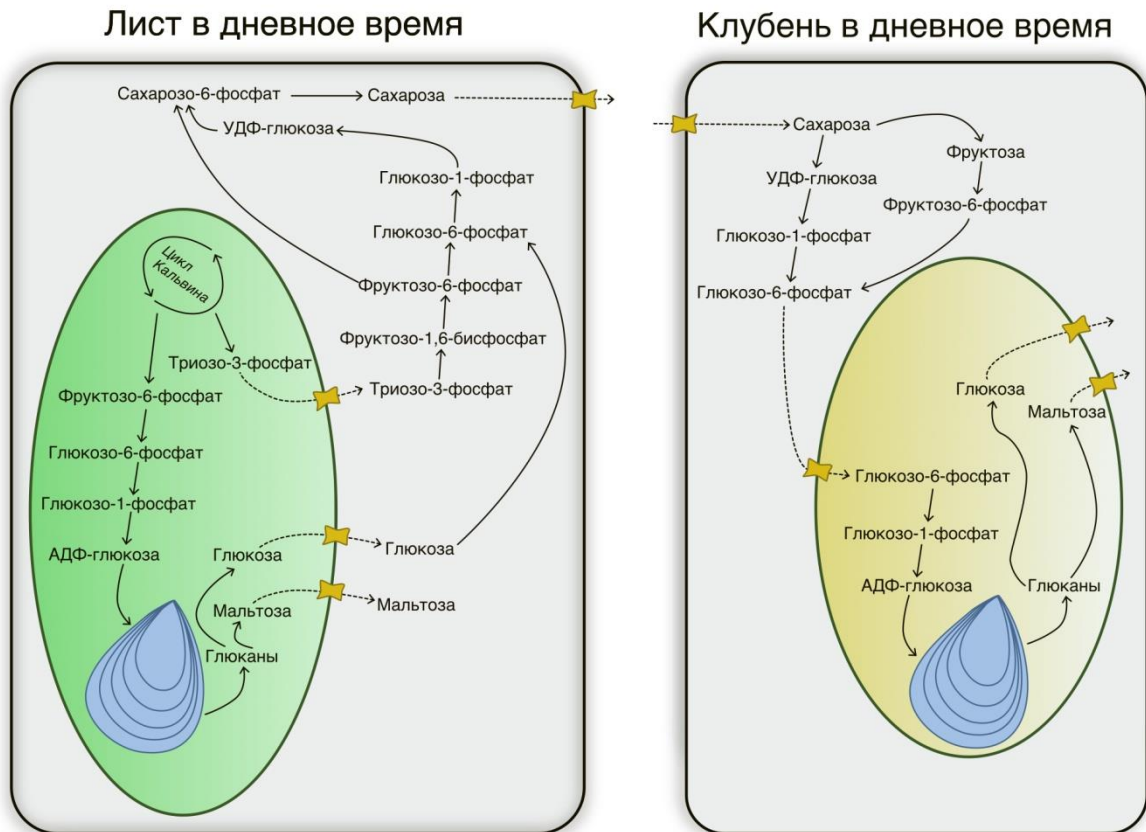 Лист в дневное время
Сахарозо-6-фосфат
Сахароза
УДФ-глюкоза
Глюкозо-1-фосфат
Глюкозо-6-фосфат
Цикл
Кальвина
Фруктозо-6-фосфат
Фруктозо-1,6-бисфосфат
Триозо-3-фосфат
Триозо-3-фосфат
Фруктозо-6-фосфат
Глюкозо-6-фосфат
Глюкозо-1-фосфат
АДФ-глюкоза
Глюкоза
Глюкоза
Мальтоза
Мальтоза
Глюканы
Клубень в дневное время
Сахароза
Фруктоза
УДФ-глюкоза
Фруктозо-6-фосфат
Глюкозо-1-фосфат
Глюкозо-6-фосфат
Глюкоза
Мальтоза
Глюкозо-6-фосфат
Глюкозо-1-фосфат
АДФ-глюкоза
Глюканы